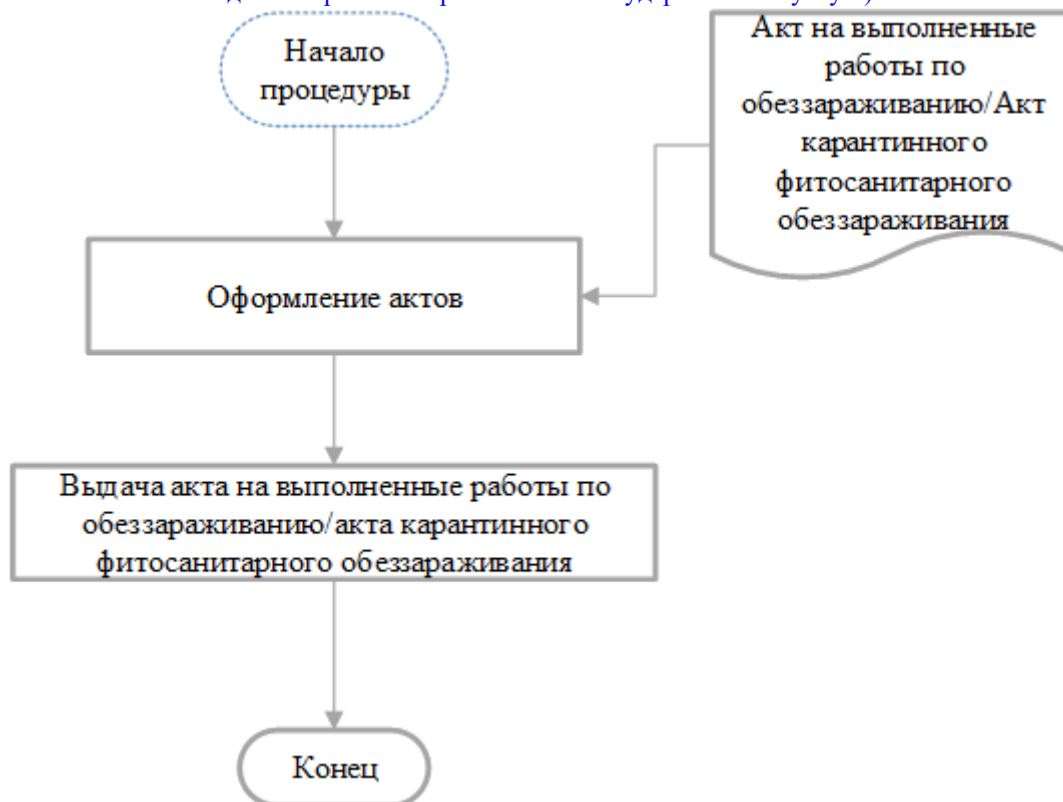 Начало
процедуры
Акт на выполненные
работы по
обеззараживанию/Акт
карантинного
фитосанитарного
обеззараживания
Оформление актов
Выдача акта на выполненные работы по
обеззараживанию/акта карантинного
фитосанитарного обеззараживания
Конец